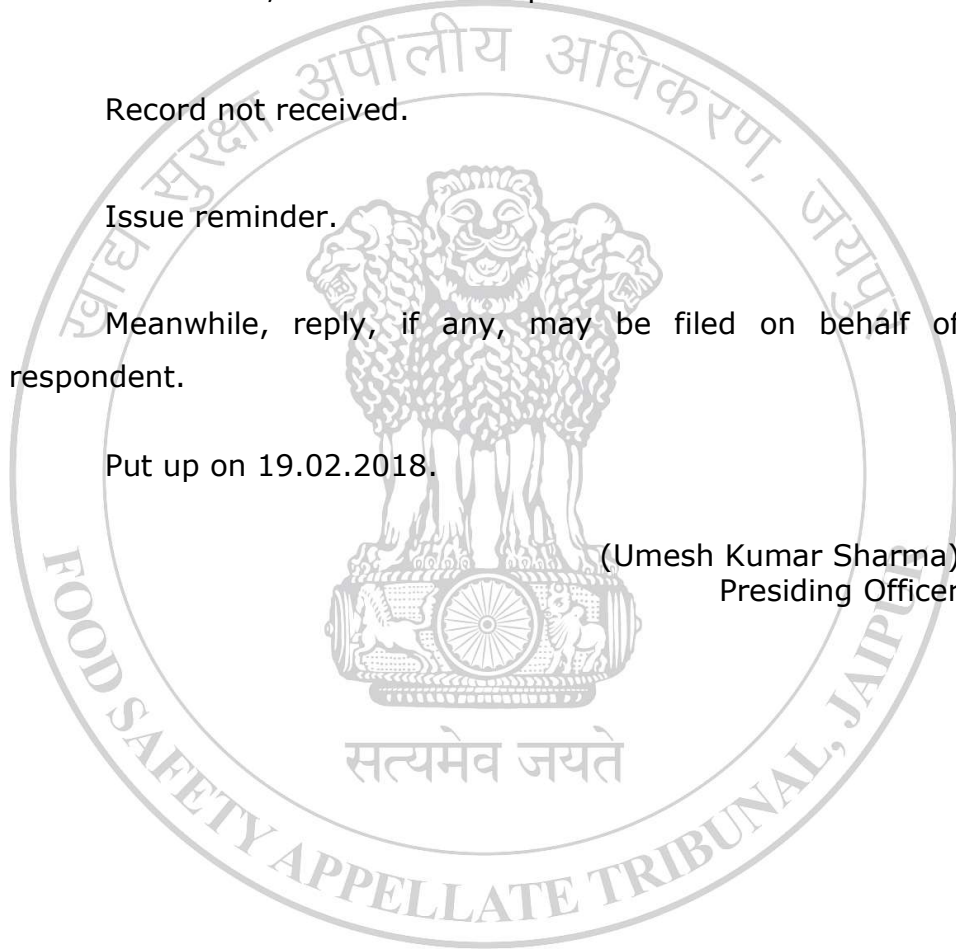 Record not received.
Issue reminder.
Meanwhile, reply, if any, may be filed on behalf of
respondent.
Put up on 19.02.2018.
(Umesh Kumar Sharma)
Presiding Officer
खाद्य सुरक्षा अपीलीय अधिकरण, जयपुर
सत्यमेव जयते
FOOD SAFETY APPELLATE TRIBUNAL, JAIPUR